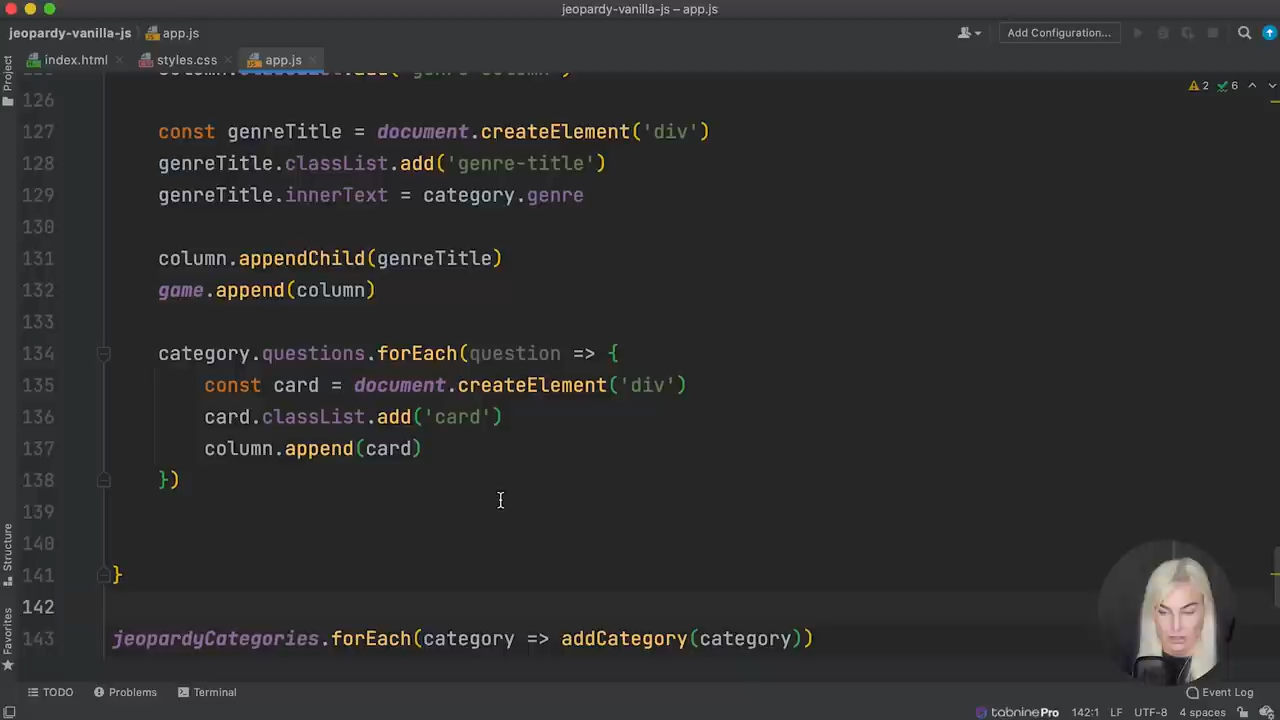 jeopardy-vanilla-js – app.js
jeopardy-vanilla-js app.js
Add Configuration...
index.html styles.css app.js
Project
2 6
126
127 const genreTitle = document.createElement('div')
128 genreTitle.classList.add('genre-title')
129 genreTitle.innerText = category.genre
130
131 column.appendChild(genreTitle)
132 game.append(column)
133
134 category.questions.forEach(question => {
135 const card = document.createElement('div')
136 card.classList.add('card')
137 column.append(card)
138 })
139
140
141 }
142
143 jeopardyCategories.forEach(category => addCategory(category))
Structure
Favorites
TODO Problems Terminal Event Log
tabnine Pro 142:1 LF UTF-8 4 spaces